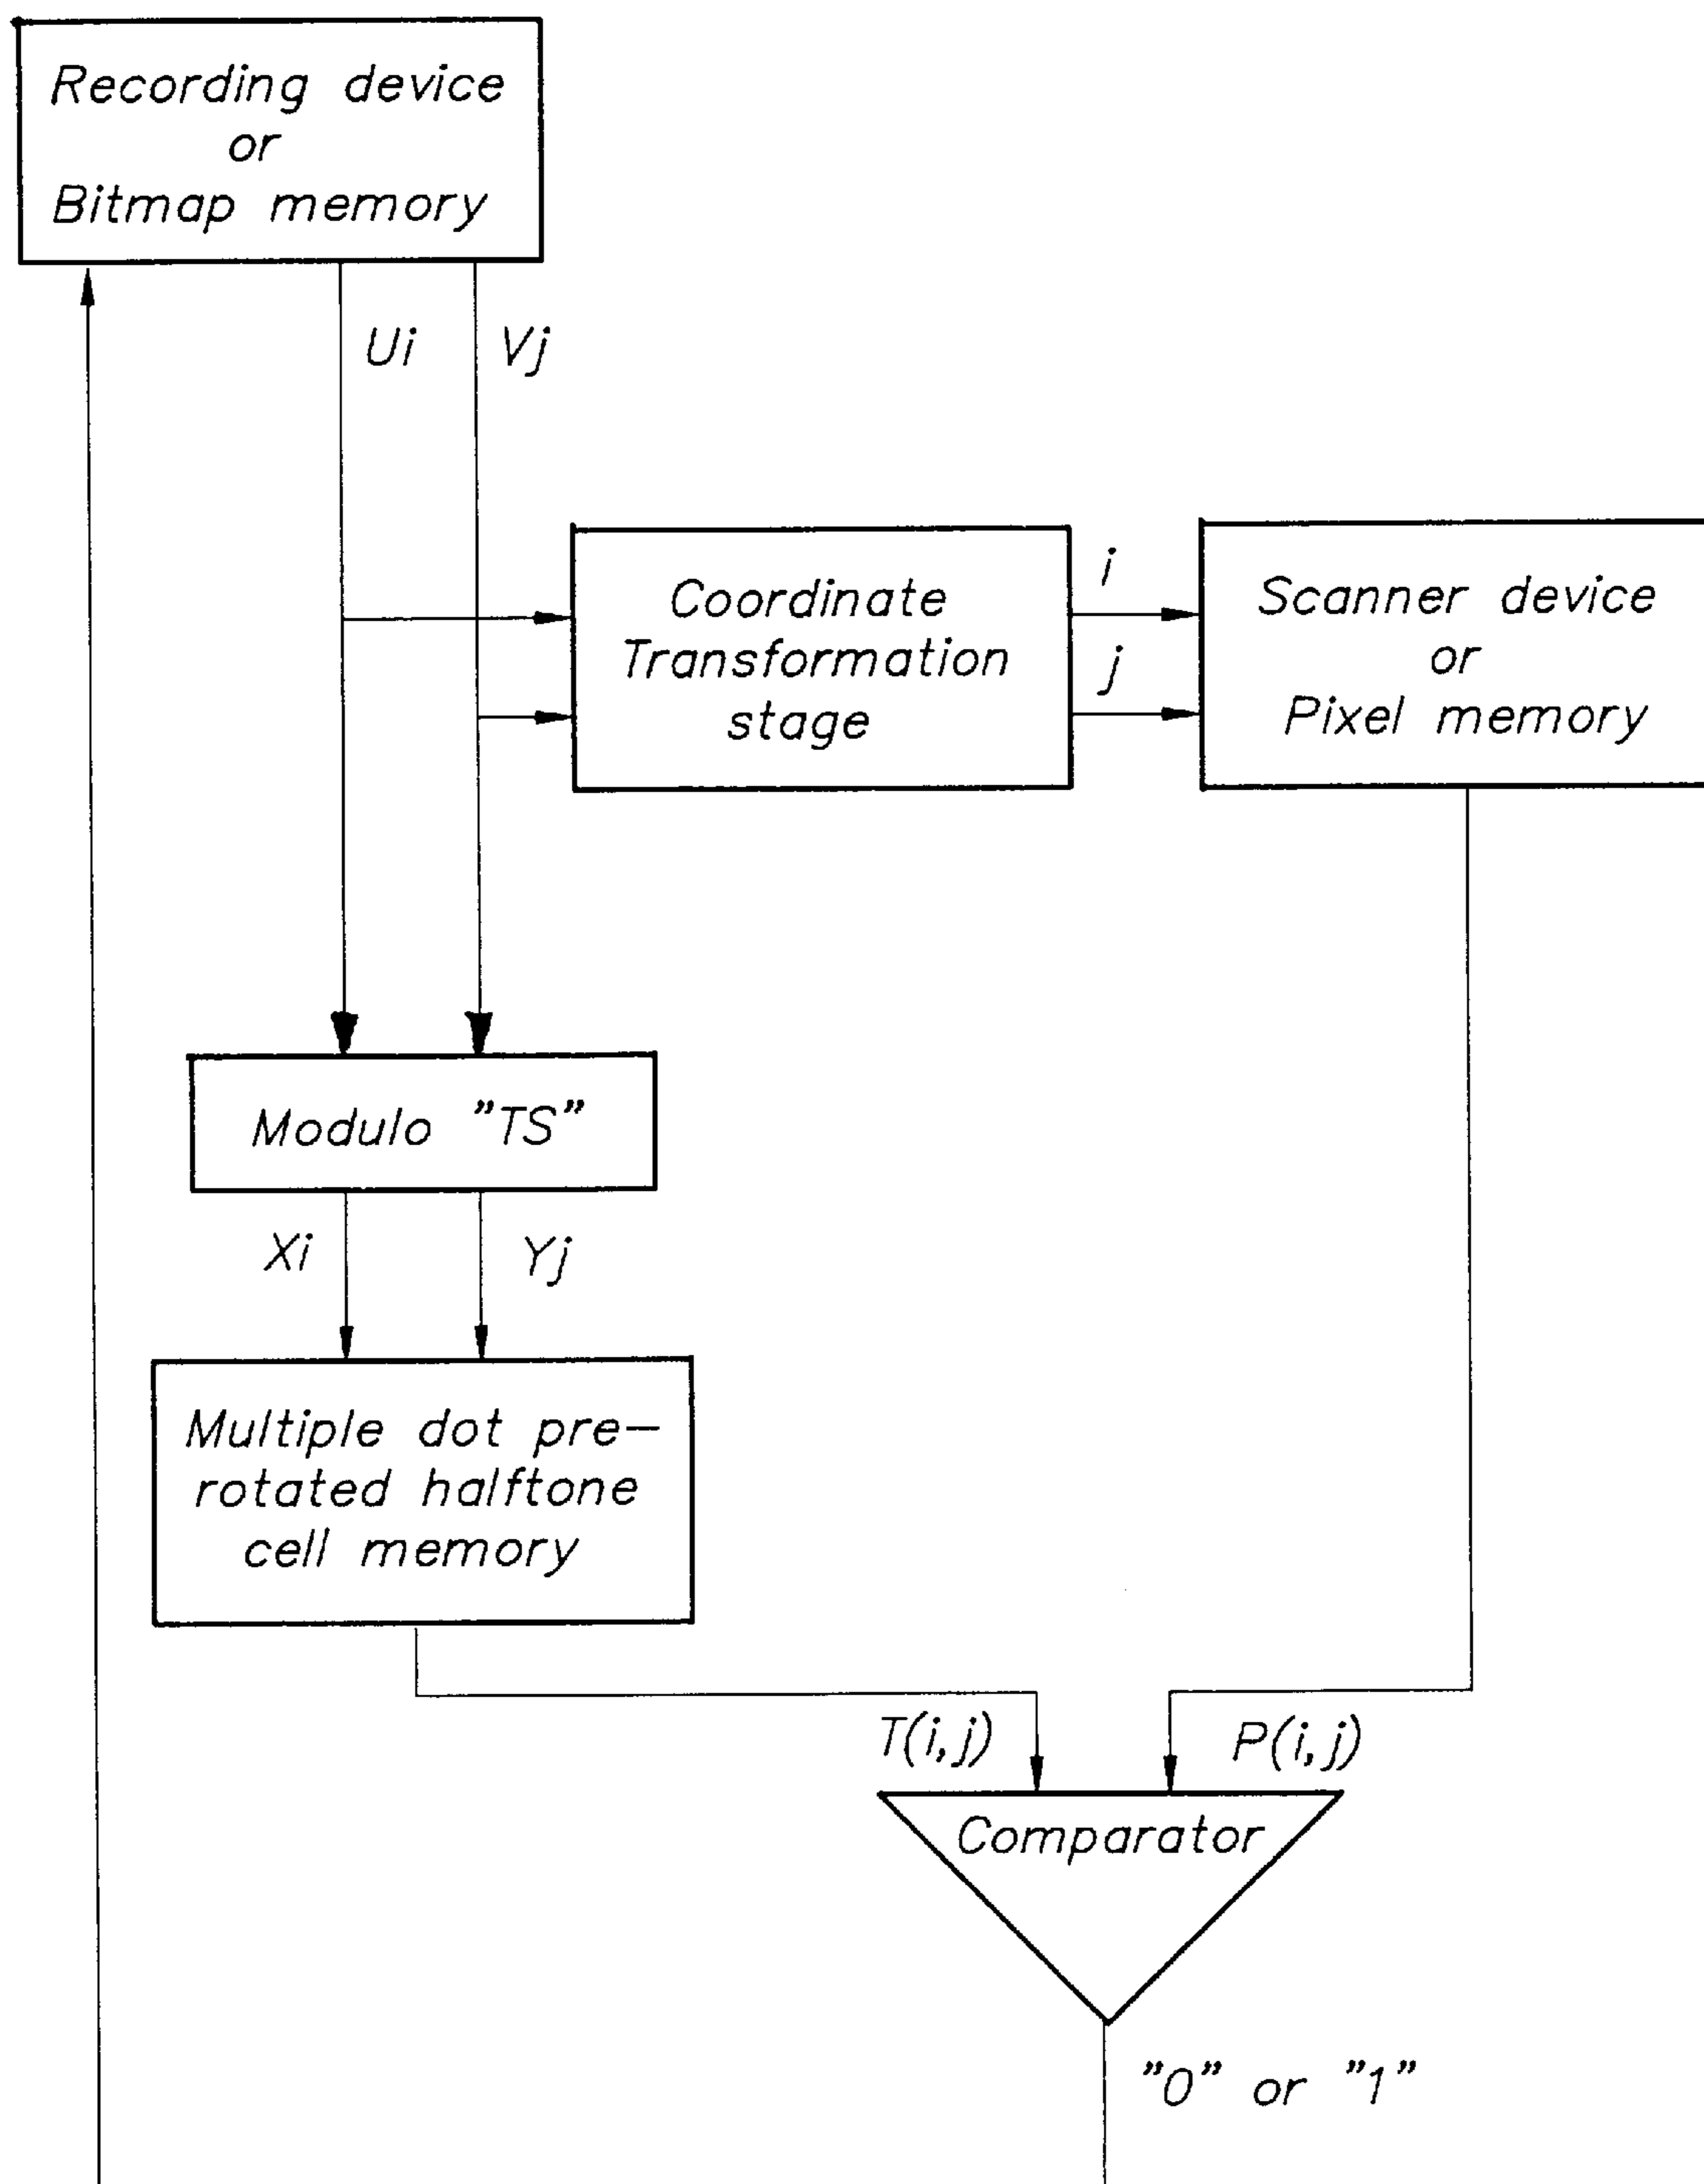 Recording device
or
Bitmap memory
Ui
Vj
Coordinate
Transformation
stage
i
j
Scanner device
or
Pixel memory
Modulo "TS"
Xi
Yj
Multiple dot pre-
rotated halftone
cell memory
T(i,j)
P(i,j)
Comparator
"0" or "1"